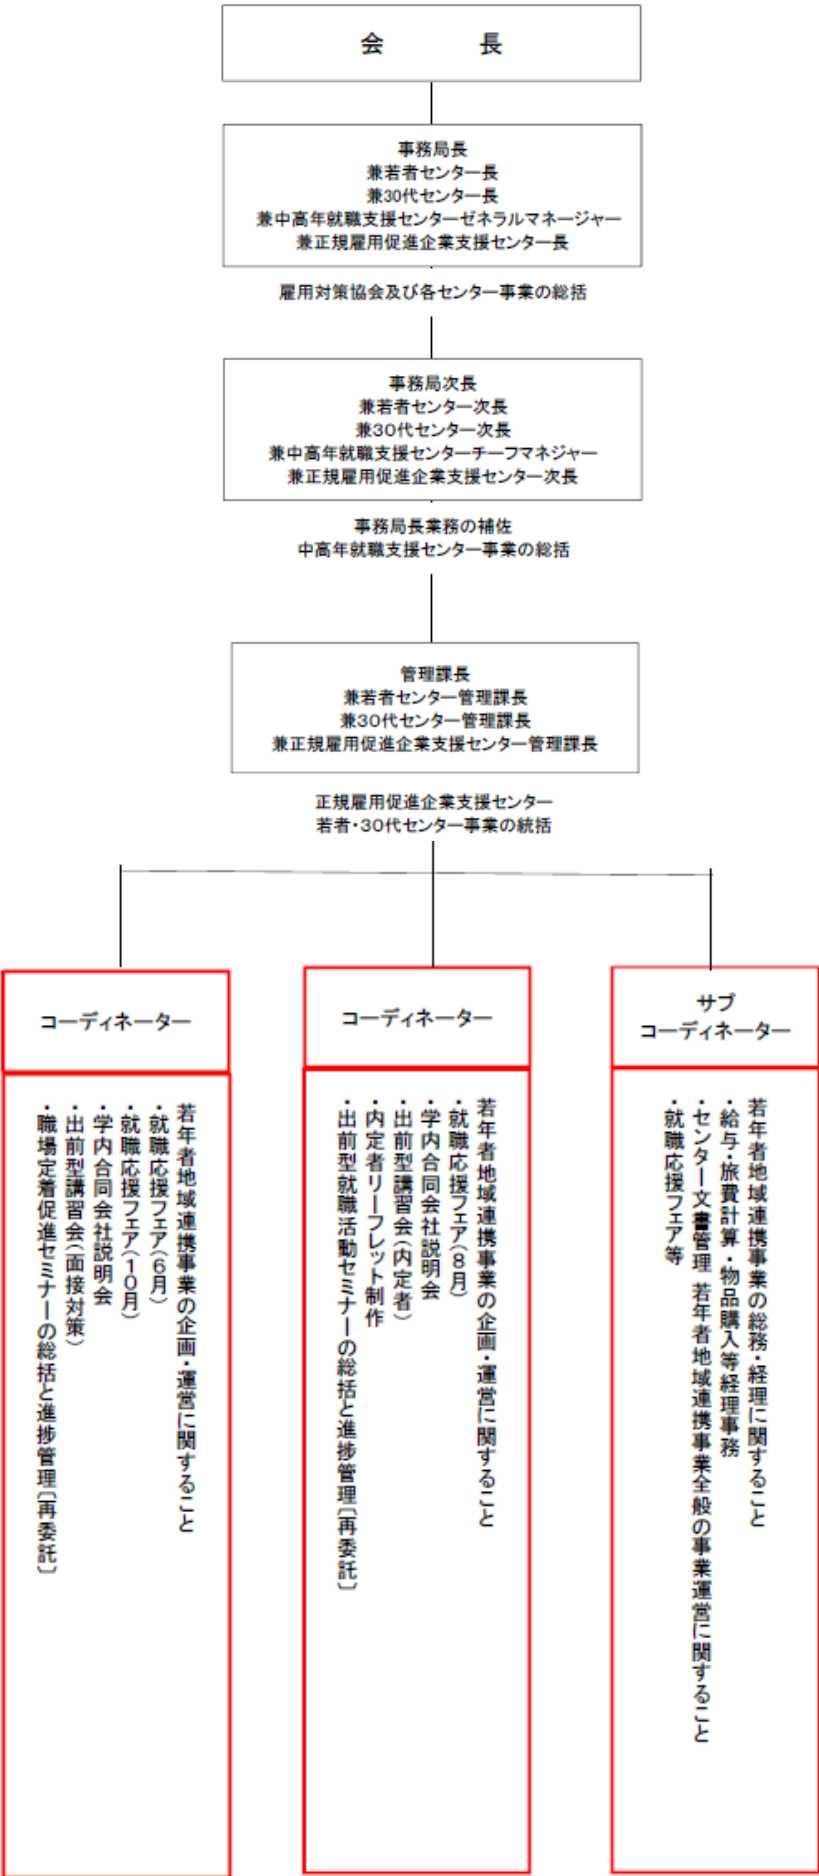 会　長
事務局長
兼若者センター長
兼30代センター長
兼中高年就職支援センターゼネラルマネージャー
兼正規雇用促進企業支援センター長
雇用対策協会及び各センター事業の総括
事務局次長
兼若者センター次長
兼30代センター次長
兼中高年就職支援センターチーフマネジャー
兼正規雇用促進企業支援センター次長
事務局長業務の補佐
中高年就職支援センター事業の総括
管理課長
兼若者センター管理課長
兼30代センター管理課長
兼正規雇用促進企業支援センター管理課長
正規雇用促進企業支援センター
若者・30代センター事業の統括
コーディネーター
若年者地域連携事業の企画・運営に関すること
・就職応援フェア(6月)
・就職応援フェア(10月)
・学内合同会社説明会
・出前型講習会(面接対策)
・職場定着促進セミナーの総括と進捗管理〔再委託〕
コーディネーター
若年者地域連携事業の企画・運営に関すること
・就職応援フェア(8月)
・学内合同会社説明会
・出前型講習会(内定者)
・内定者リーフレット制作
・出前型就職活動セミナーの総括と進捗管理〔再委託〕
サブ
コーディネーター
若年者地域連携事業の総務・経理に関すること
・給与・旅費計算・物品購入等経理事務
・センター文書管理 若年者地域連携事業全般の事業運営に関すること
・就職応援フェア等